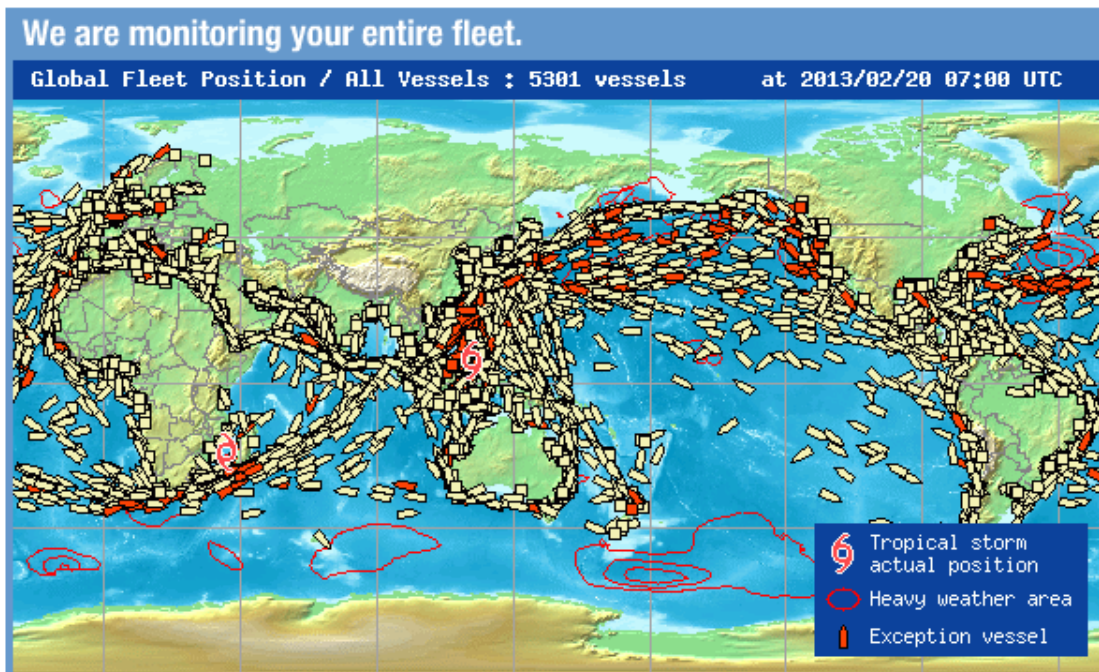 We are monitoring your entire fleet.
Global Fleet Position / All Vessels : 5301 vessels at 2013/02/20 07:00 UTC
Tropical storm
actual position
Heavy weather area
Exception vessel